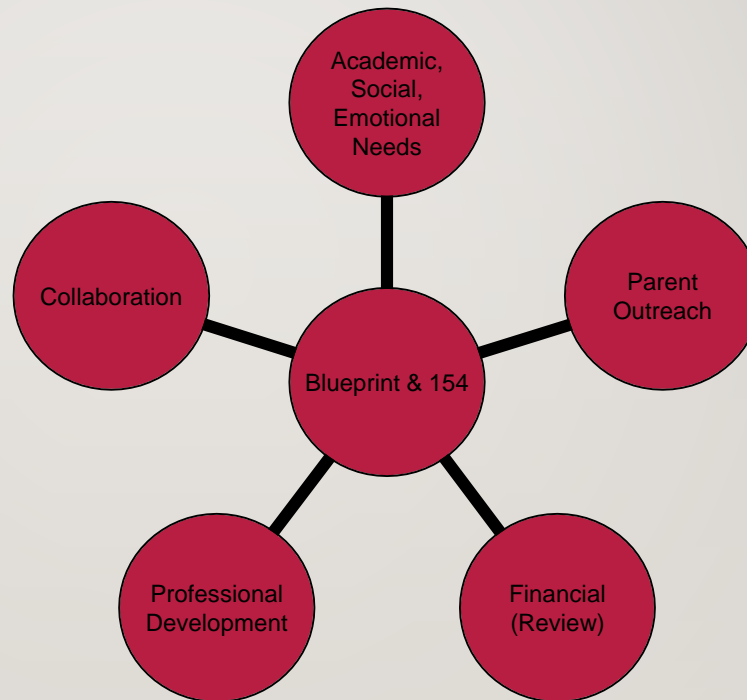 Academic,
Social,
Emotional
Needs
Collaboration
Parent
Outreach
Blueprint & 154
Professional
Development
Financial
(Review)